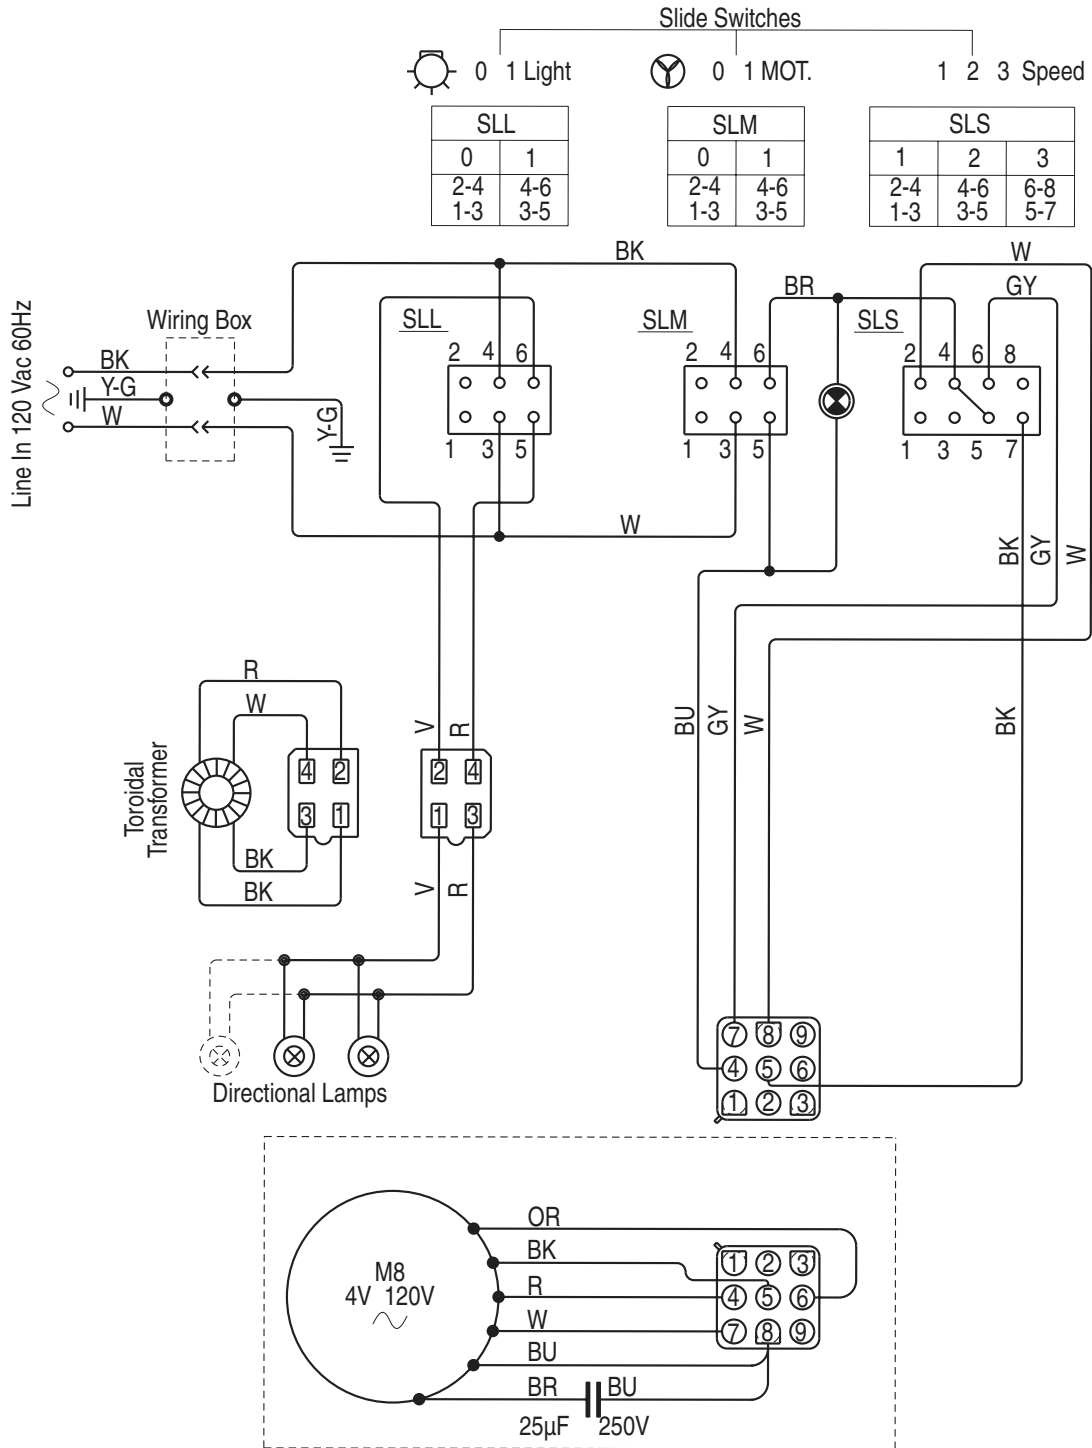 Slide Switches
0 1 Light
0 1 MOT.
1 2 3 Speed
SLL
0 1
2-4 4-6
1-3 3-5
SLM
0 1
2-4 4-6
1-3 3-5
SLS
1 2 3
2-4 4-6 6-8
1-3 3-5 5-7
Line In 120 Vac 60Hz
Wiring Box
BK
Y-G
W
Y-G
BK
W
SLL
2 4 6
1 3 5
SLM
2 4 6
1 3 5
BR
SLS
2 4 6 8
1 3 5 7
W
GY
BK
GY
W
BU
GY
W
BK
Toroidal
Transformer
R
W
4 2
3 1
BK
BK
V
R
2 4
1 3
V
R
Directional Lamps
7 8 9
4 5 6
1 2 3
M8
4V 120V
OR
BK
R
W
BU
BR
BU
25µF 250V
1 2 3
4 5 6
7 8 9